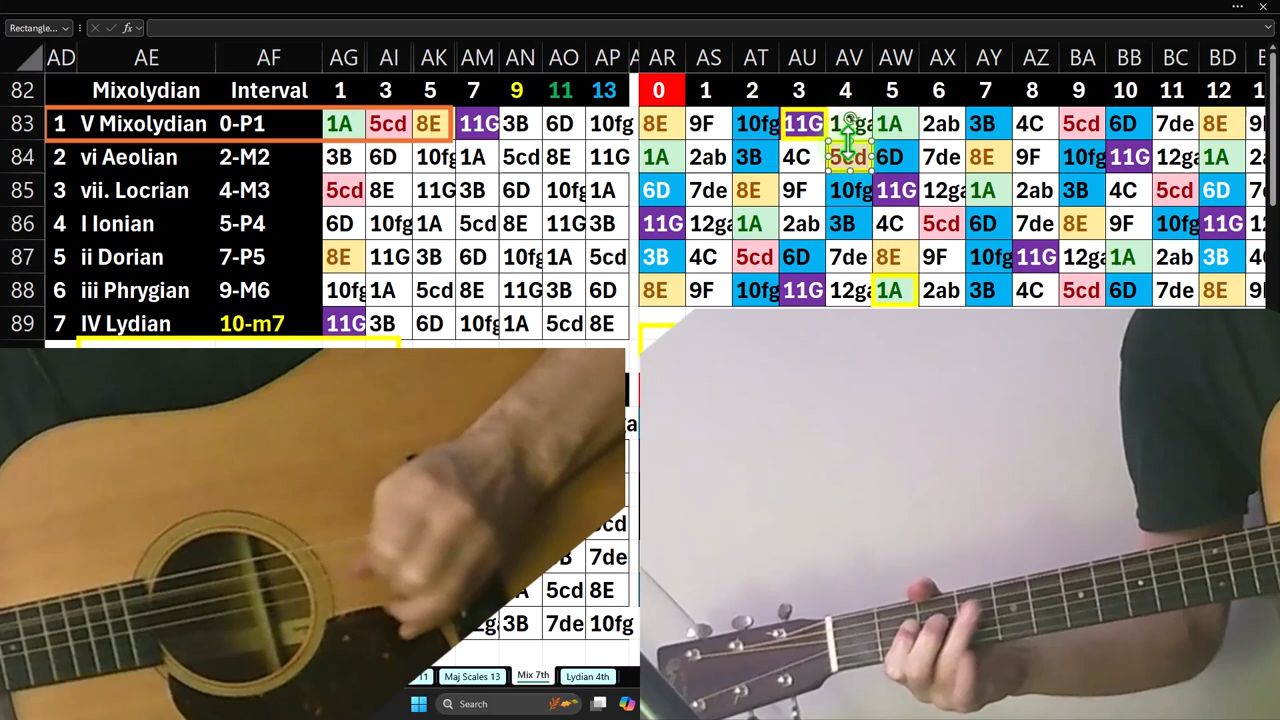 Rectangle... fx
AD AE AF AG AI AK AM AN AO AP AR AS AT AU AV AW AX AY AZ BA BB BC BD
82 Mixolydian Interval 1 3 5 7 9 11 13 0 1 2 3 4 5 6 7 8 9 10 11 12 1
83 1 V Mixolydian 0-P1 1A 5cd 8E 11G 3B 6D 10fg 8E 9F 10fg 11G 1A 2ab 3B 4C 5cd 6D 7de 8E
84 2 vi Aeolian 2-M2 3B 6D 10fg 1A 5cd 8E 11G 1A 2ab 3B 4C 5cd 6D 7de 8E 9F 10fg 11G 12ga 1A 2
85 3 vii. Locrian 4-M3 5cd 8E 11G 3B 6D 10fg 1A 6D 7de 8E 9F 10fg 11G 12ga 1A 2ab 3B 4C 5cd 6D 7
86 4 I Ionian 5-P4 6D 10fg 1A 5cd 8E 11G 3B 11G 12ga 1A 2ab 3B 4C 5cd 6D 7de 8E 9F 10fg 11G 1
87 5 ii Dorian 7-P5 8E 11G 3B 6D 10fg 1A 5cd 3B 4C 5cd 6D 7de 8E 9F 10fg 11G 12ga 1A 2ab 3B 4
88 6 iii Phrygian 9-M6 10fg 1A 5cd 8E 11G 3B 6D 8E 9F 10fg 11G 12ga 1A 2ab 3B 4C 5cd 6D 7de 8E 9
89 7 IV Lydian 10-m7 11G 3B 6D 10fg 1A 5cd 8E
7de
5cd 8E
3B 7de 10fg
11 Maj Scales 13 Mix 7th Lydian 4th
Search